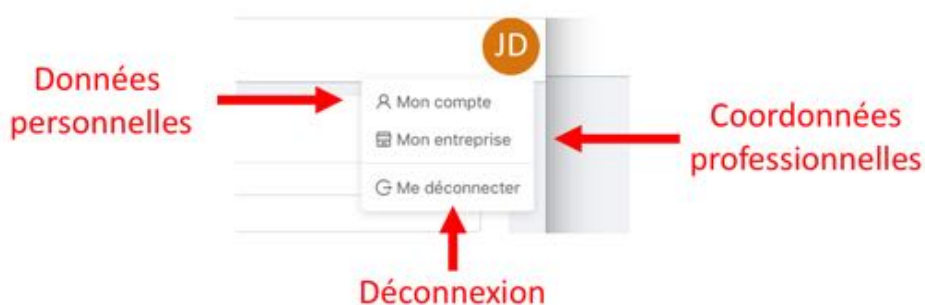 JD
Données
personnelles
Mon compte
Mon entreprise
Me déconnecter
Coordonnées
professionnelles
Déconnexion